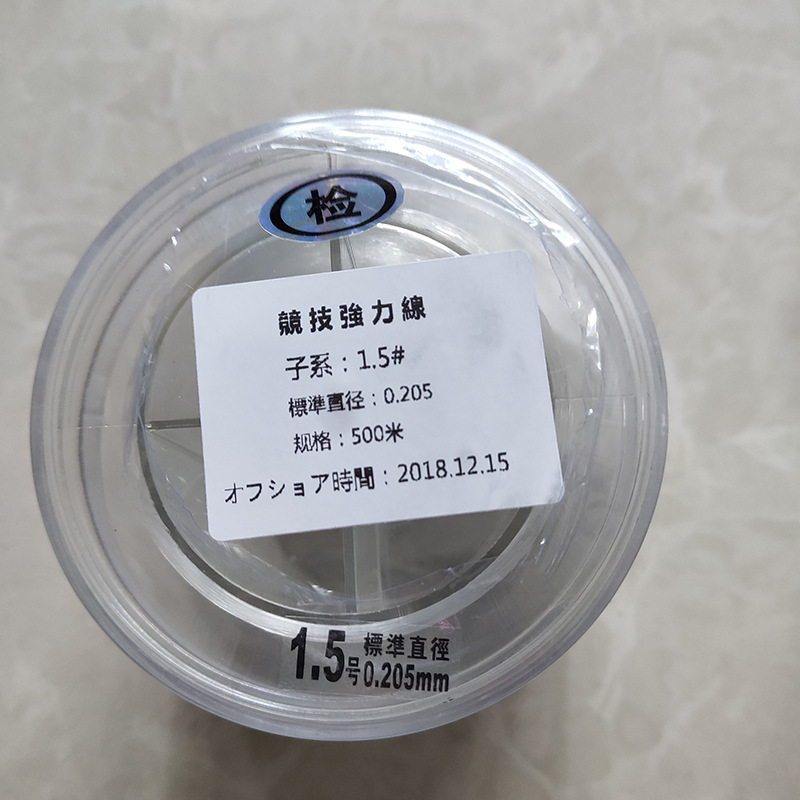 检
競技強力線
子系：1.5#
標準直径：0.205
规格：500米
オフショア時間：2018.12.15
1.5号 標準直徑
0.205mm